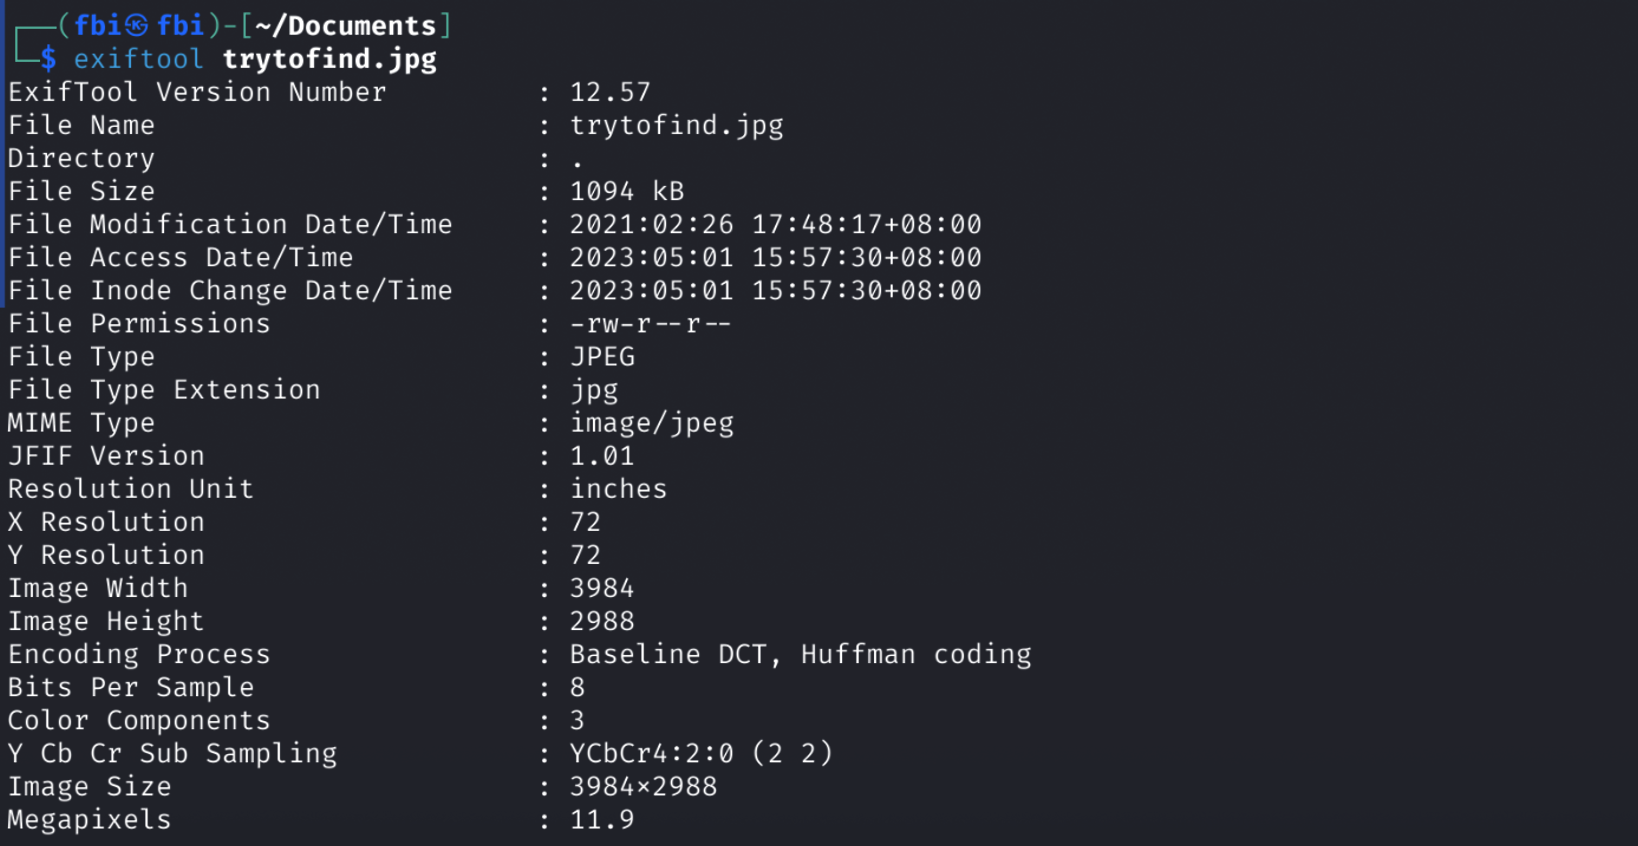 ┌──(fbi㉿fbi)-[~/Documents]
└─$ exiftool trytofind.jpg
ExifTool Version Number : 12.57
File Name : trytofind.jpg
Directory : .
File Size : 1094 kB
File Modification Date/Time : 2021:02:26 17:48:17+08:00
File Access Date/Time : 2023:05:01 15:57:30+08:00
File Inode Change Date/Time : 2023:05:01 15:57:30+08:00
File Permissions : -rw-r--r--
File Type : JPEG
File Type Extension : jpg
MIME Type : image/jpeg
JFIF Version : 1.01
Resolution Unit : inches
X Resolution : 72
Y Resolution : 72
Image Width : 3984
Image Height : 2988
Encoding Process : Baseline DCT, Huffman coding
Bits Per Sample : 8
Color Components : 3
Y Cb Cr Sub Sampling : YCbCr4:2:0 (2 2)
Image Size : 3984×2988
Megapixels : 11.9